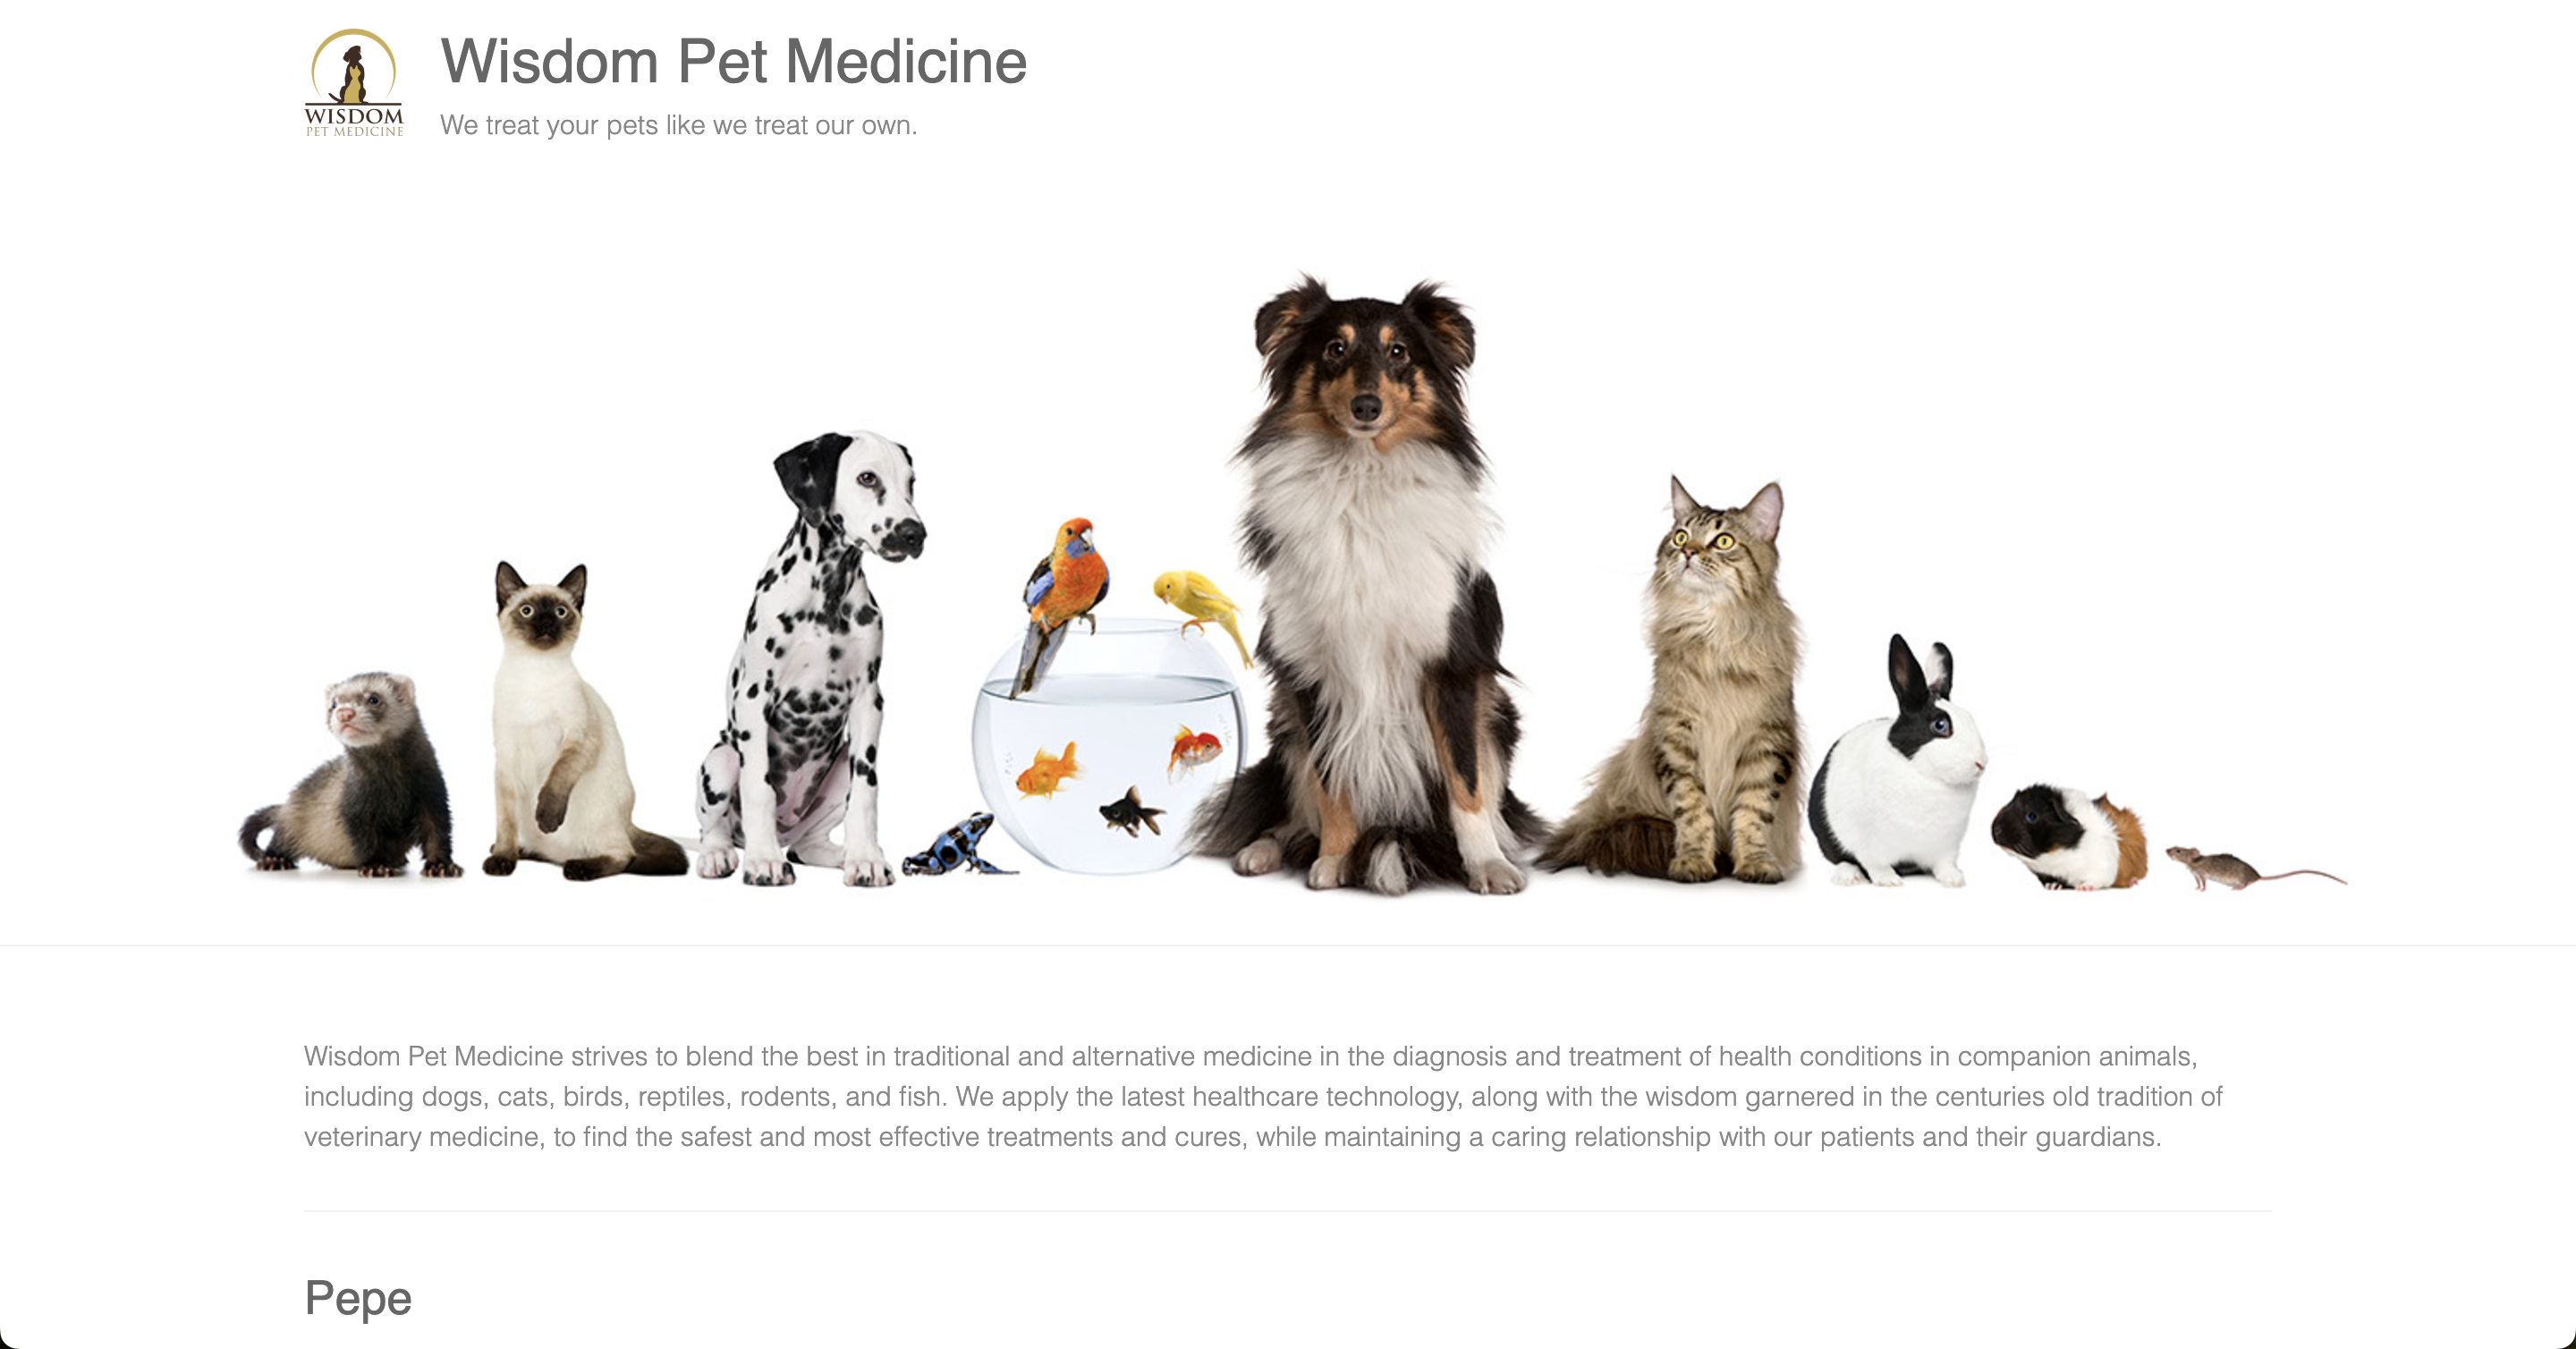 WISDOM
PET MEDICINE
Wisdom Pet Medicine
We treat your pets like we treat our own.
Wisdom Pet Medicine strives to blend the best in traditional and alternative medicine in the diagnosis and treatment of health conditions in companion animals,
including dogs, cats, birds, reptiles, rodents, and fish. We apply the latest healthcare technology, along with the wisdom garnered in the centuries old tradition of
veterinary medicine, to find the safest and most effective treatments and cures, while maintaining a caring relationship with our patients and their guardians.
Pepe